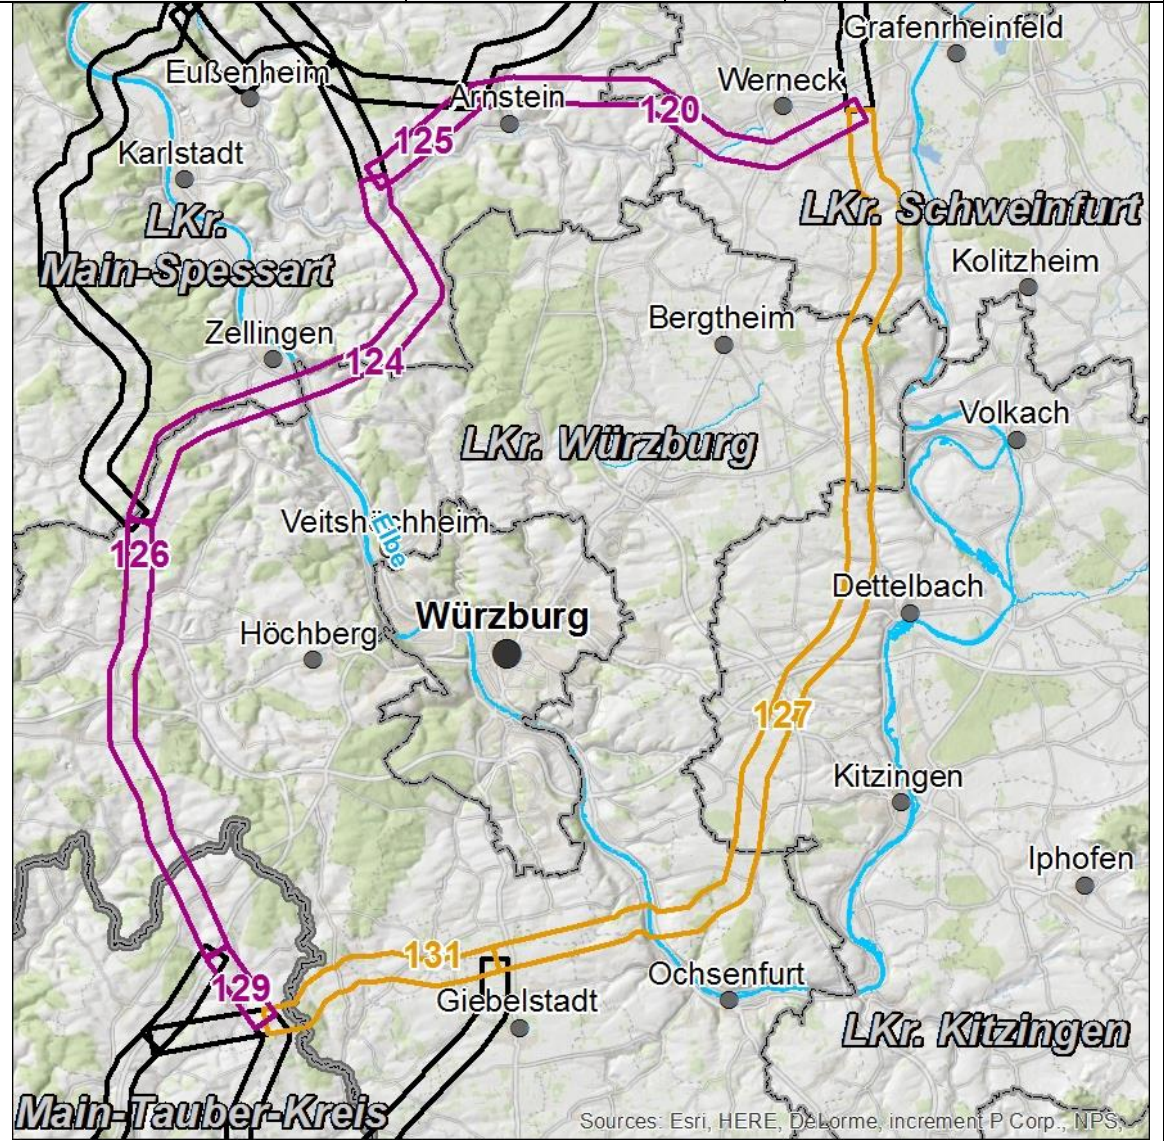 Grafenrheinfeld
Eußenheim
Werneck
Arnstein
120
125
Karlstadt
LKr. Schweinfurt
LKr.
Main-Spessart
Kolitzheim
Bergtheim
Zellingen
124
Volkach
LKr. Würzburg
Veitshöchheim
Elbe
126
Dettelbach
Würzburg
Höchberg
127
Kitzingen
Iphofen
131
129
Ochsenfurt
Giebelstadt
LKr. Kitzingen
Main-Tauber-Kreis
Sources: Esri, HERE, DeLorme, increment P Corp., NPS,